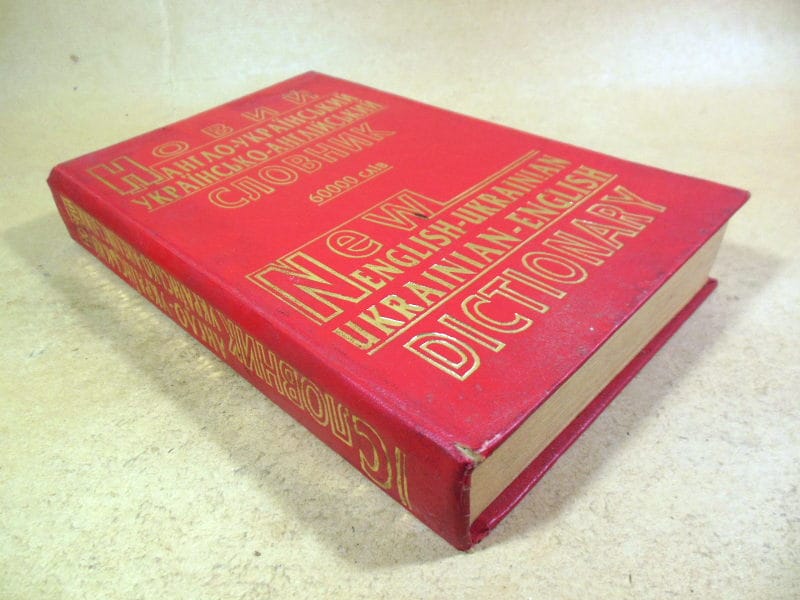 Новий
АНГЛО-УКРАЇНСЬКИЙ
УКРАЇНСЬКО-АНГЛІЙСЬКИЙ
СЛОВНИК
60000 слів
New
ENGLISH-UKRAINIAN
UKRAINIAN-ENGLISH
DICTIONARY
СЛОВНИК